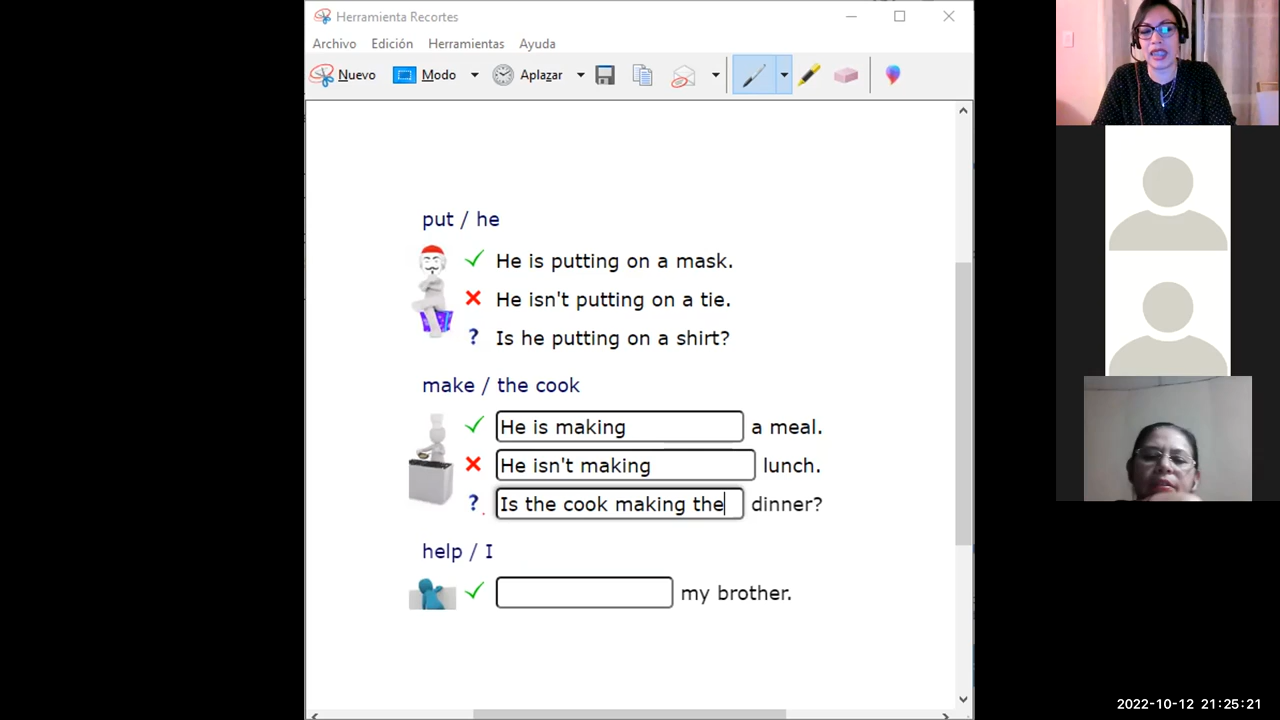 Herramienta Recortes
Archivo Edición Herramientas Ayuda
Nuevo Modo Aplazar
put / he
✓ He is putting on a mask.
✕ He isn't putting on a tie.
? Is he putting on a shirt?
make / the cook
✓ He is making a meal.
✕ He isn't making lunch.
? Is the cook making the dinner?
help / I
✓ my brother.
2022-10-12 21:25:21